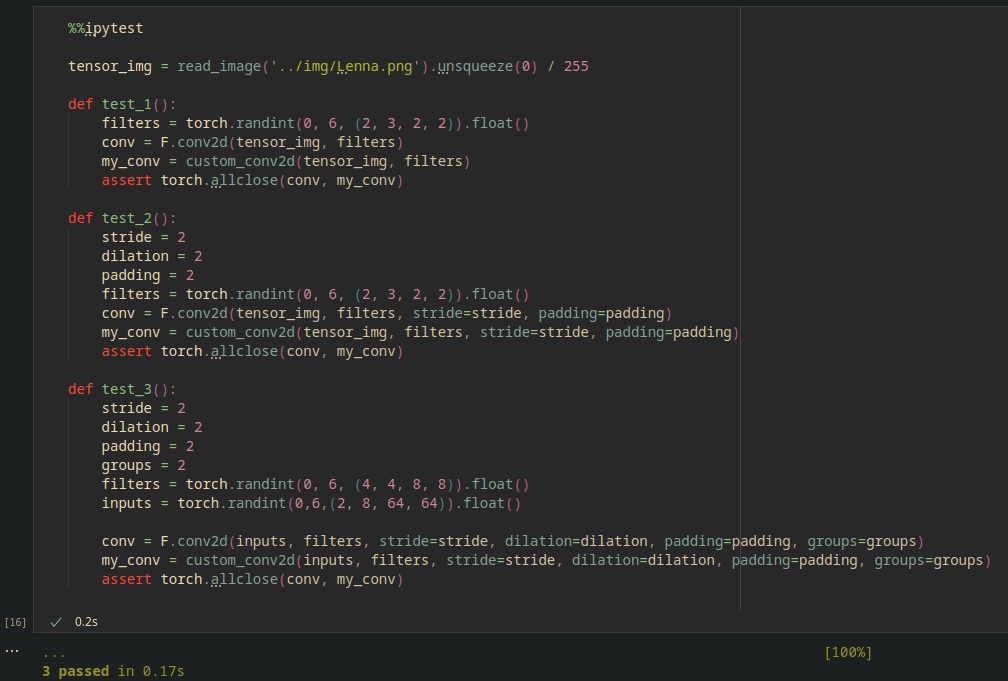 %%ipytest
tensor_img = read_image('../img/Lenna.png').unsqueeze(0) / 255
def test_1():
    filters = torch.randint(0, 6, (2, 3, 2, 2)).float()
    conv = F.conv2d(tensor_img, filters)
    my_conv = custom_conv2d(tensor_img, filters)
    assert torch.allclose(conv, my_conv)
def test_2():
    stride = 2
    dilation = 2
    padding = 2
    filters = torch.randint(0, 6, (2, 3, 2, 2)).float()
    conv = F.conv2d(tensor_img, filters, stride=stride, padding=padding)
    my_conv = custom_conv2d(tensor_img, filters, stride=stride, padding=padding)
    assert torch.allclose(conv, my_conv)
def test_3():
    stride = 2
    dilation = 2
    padding = 2
    groups = 2
    filters = torch.randint(0, 6, (4, 4, 8, 8)).float()
    inputs = torch.randint(0,6,(2, 8, 64, 64)).float()
    conv = F.conv2d(inputs, filters, stride=stride, dilation=dilation, padding=padding, groups=groups)
    my_conv = custom_conv2d(inputs, filters, stride=stride, dilation=dilation, padding=padding, groups=groups)
    assert torch.allclose(conv, my_conv)
[16] ✓ 0.2s
... ... [100%]
3 passed in 0.17s